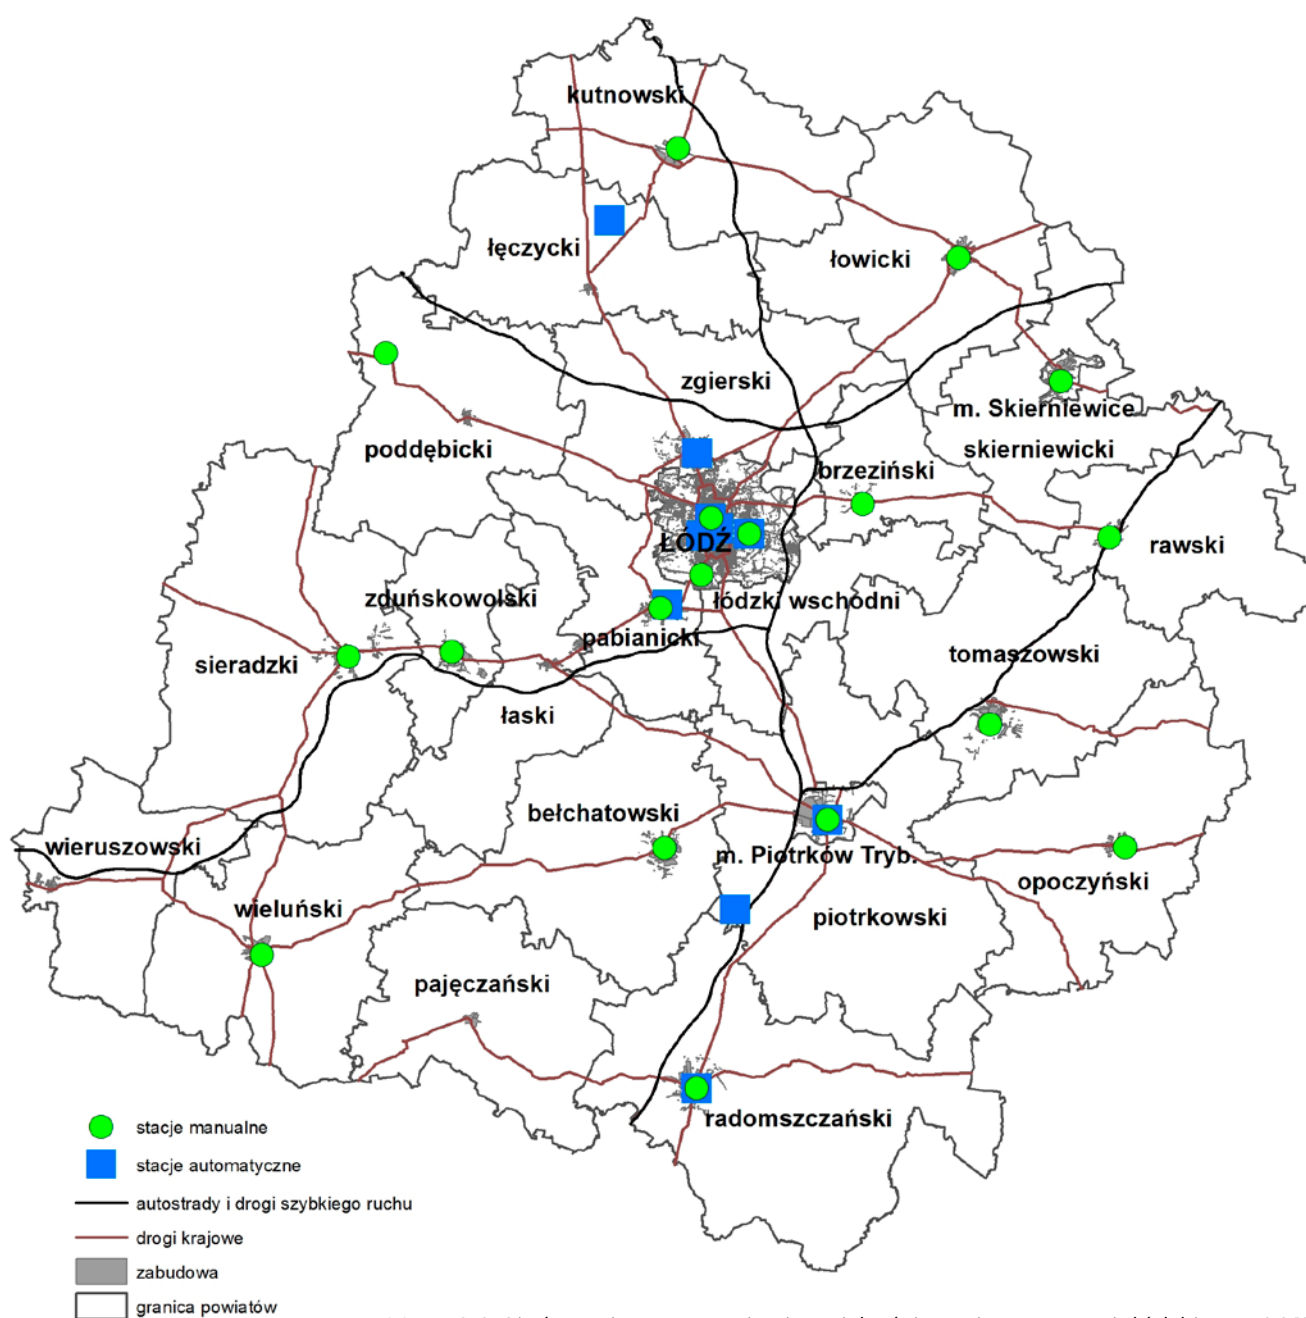 kutnowski
łęczycki
łowicki
zgierski
m. Skierniewice
poddębicki
skierniewicki
brzeziński
ŁÓDŹ
rawski
zduńskowolski
łódzki wschodni
pabianicki
sieradzki
tomaszowski
łaski
bełchatowski
wieruszowski
m. Piotrków Tryb.
opoczyński
wieluński
piotrkowski
pajęczański
radomszczański
stacje manualne
stacje automatyczne
autostrady i drogi szybkiego ruchu
drogi krajowe
zabudowa
granica powiatów